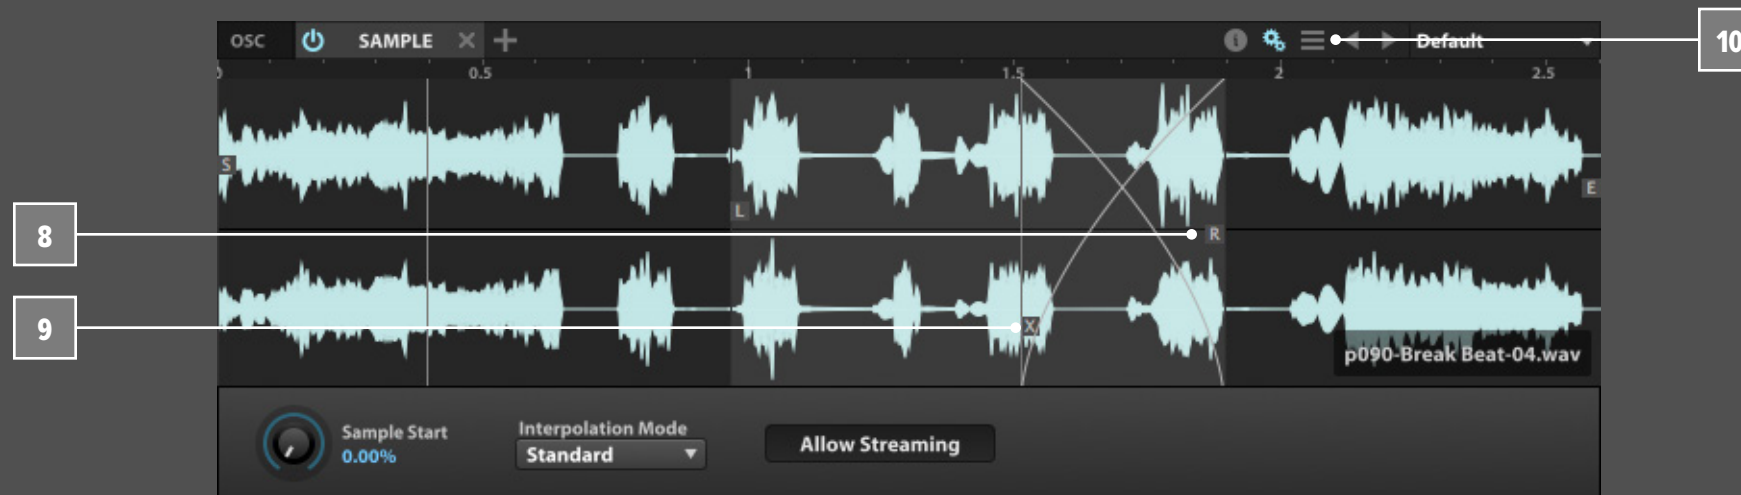 OSC SAMPLE Default 10
0 0.5 1 1.5 2 2.5
S
E
L
8
R
9
X
p090-Break Beat-04.wav
Sample Start
0.00%
Interpolation Mode
Standard
Allow Streaming